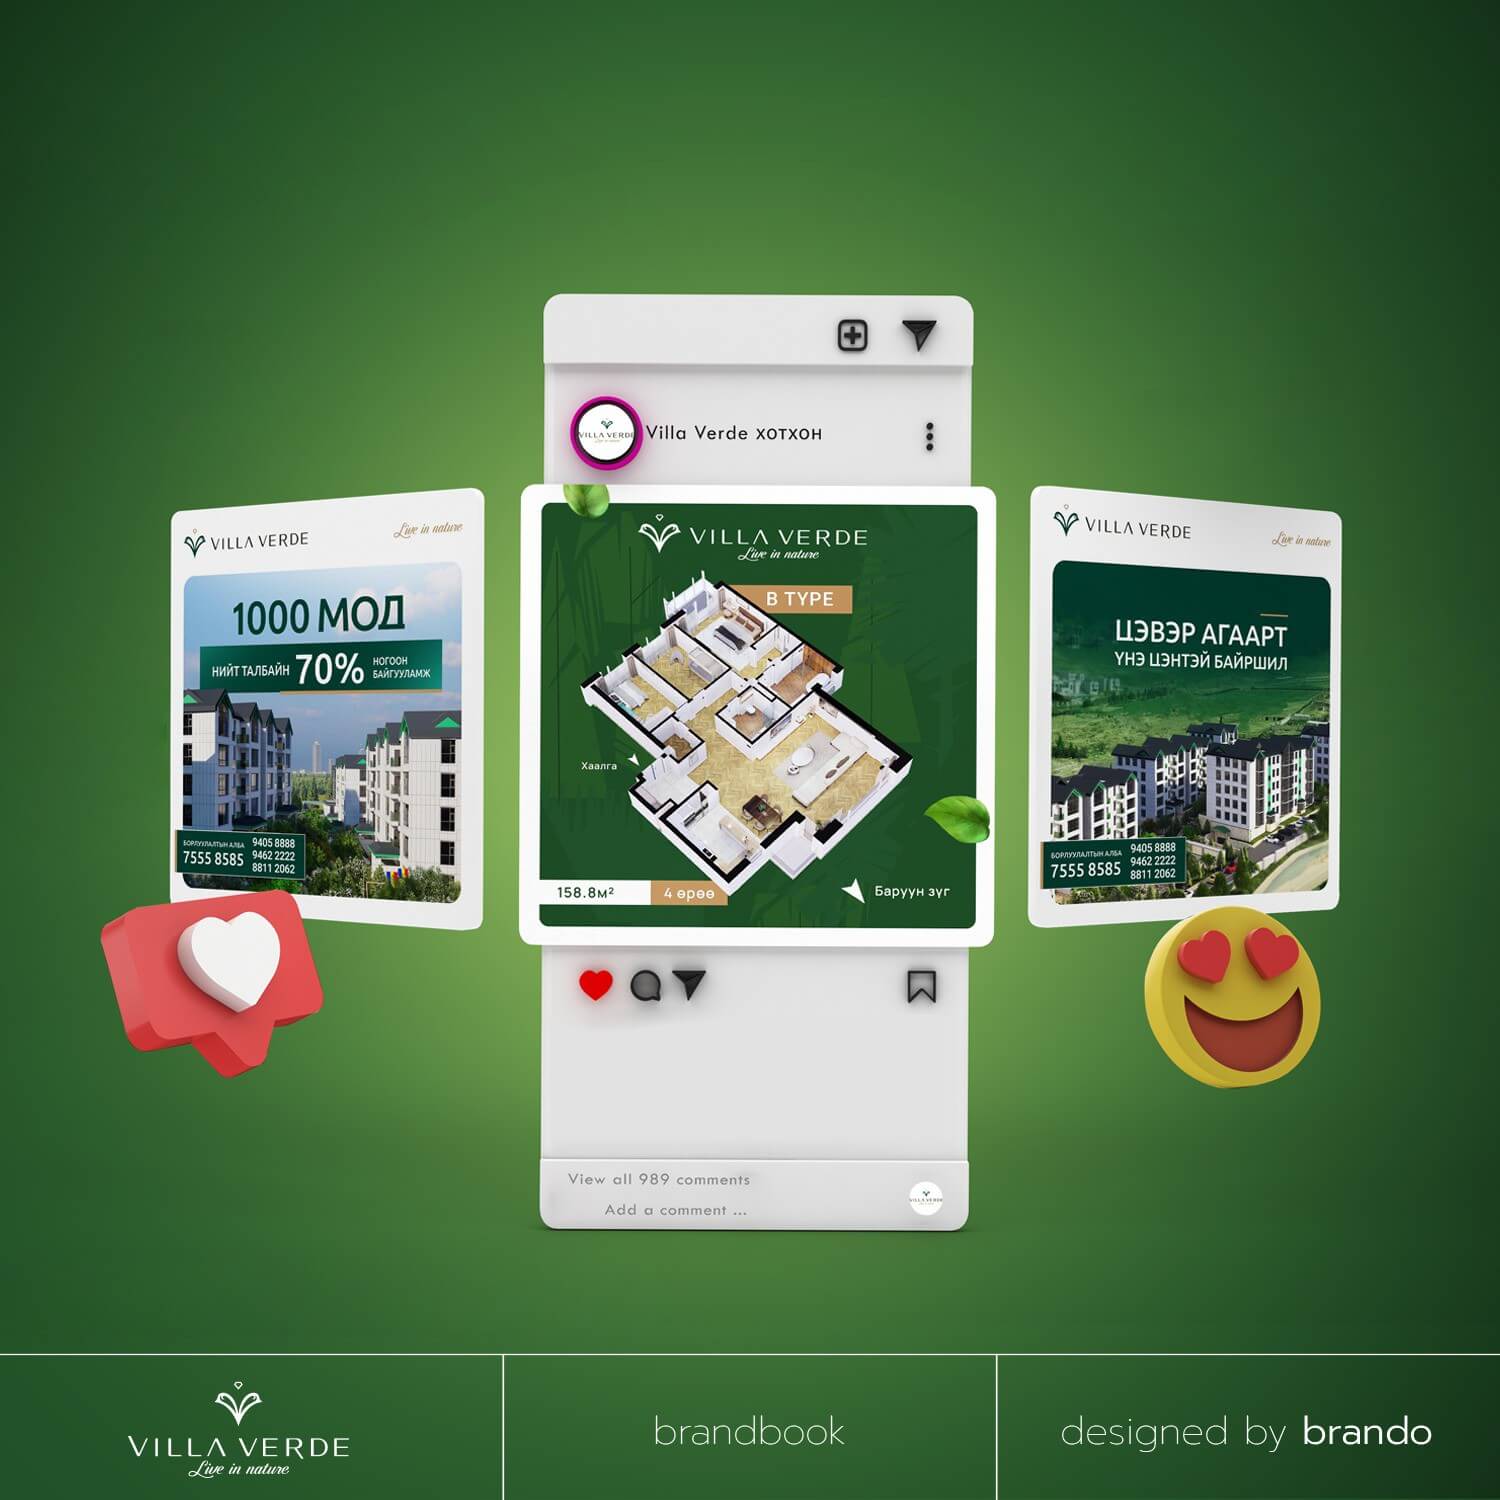 Villa Verde хотхон
VILLA VERDE
Live in nature
1000 МОД
НИЙТ ТАЛБАЙН 70% НОГООН БАЙГУУЛАМЖ
БОРЛУУЛАЛТЫН АЛБА
7555 8585
9405 8888
9462 2222
8811 2062
VILLA VERDE
Live in nature
B TYPE
Хаалга
158.8м²
4 өрөө
Баруун зүг
VILLA VERDE
Live in nature
ЦЭВЭР АГААРТ
ҮНЭ ЦЭНТЭЙ БАЙРШИЛ
БОРЛУУЛАЛТЫН АЛБА
7555 8585
9405 8888
9462 2222
8811 2062
View all 989 comments
Add a comment ...
VILLA VERDE
Live in nature
brandbook
designed by brando